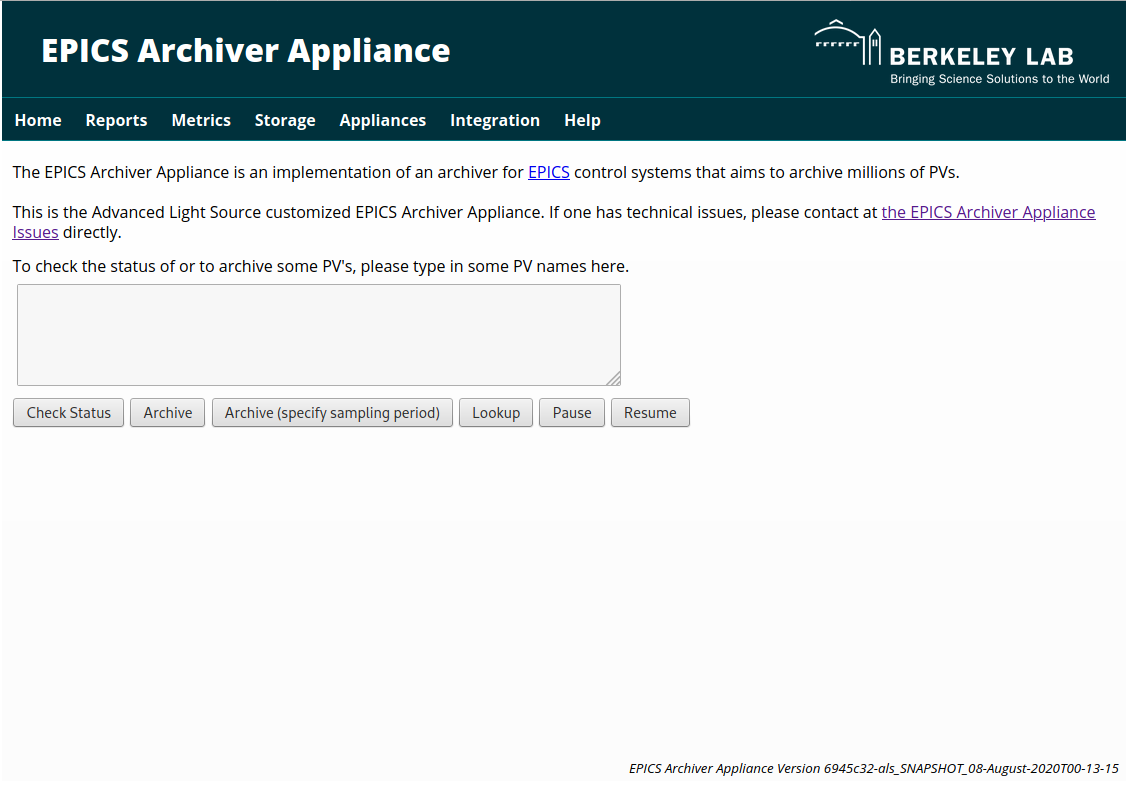 EPICS Archiver Appliance
BERKELEY LAB
Bringing Science Solutions to the World
Home Reports Metrics Storage Appliances Integration Help
The EPICS Archiver Appliance is an implementation of an archiver for EPICS control systems that aims to archive millions of PVs.
This is the Advanced Light Source customized EPICS Archiver Appliance. If one has technical issues, please contact at the EPICS Archiver Appliance
Issues directly.
To check the status of or to archive some PV's, please type in some PV names here.
Check Status Archive Archive (specify sampling period) Lookup Pause Resume
EPICS Archiver Appliance Version 6945c32-als_SNAPSHOT_08-August-2020T00-13-15